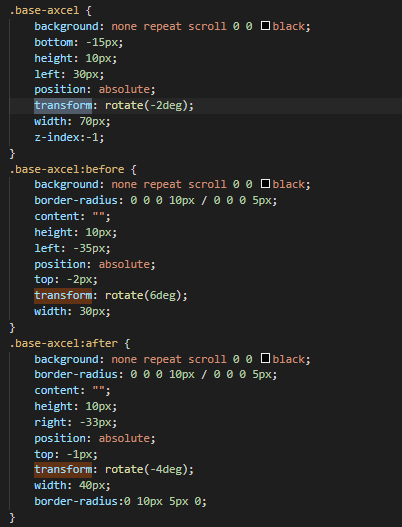 .base-axcel {
background: none repeat scroll 0 0 black;
bottom: -15px;
height: 10px;
left: 30px;
position: absolute;
transform: rotate(-2deg);
width: 70px;
z-index:-1;
}
.base-axcel:before {
background: none repeat scroll 0 0 black;
border-radius: 0 0 0 10px / 0 0 0 5px;
content: "";
height: 10px;
left: -35px;
position: absolute;
top: -2px;
transform: rotate(6deg);
width: 30px;
}
.base-axcel:after {
background: none repeat scroll 0 0 black;
border-radius: 0 0 0 10px / 0 0 0 5px;
content: "";
height: 10px;
right: -33px;
position: absolute;
top: -1px;
transform: rotate(-4deg);
width: 40px;
border-radius:0 10px 5px 0;
}